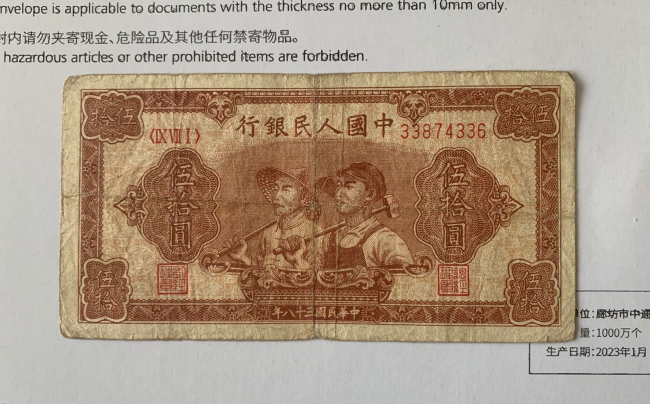 nvelope is applicable to documents with the thickness no more than 10mm only.
封内请勿夹寄现金、危险品及其他任何禁寄物品。
hazardous articles or other prohibited items are forbidden.
伍拾
行銀民人國中
伍拾
〈IX VIII I〉
33874336
伍拾圓
伍拾圓
伍拾
年八十三國民華中
伍拾
单位:廊坊市中通
量:1000万个
生产日期:2023年1月